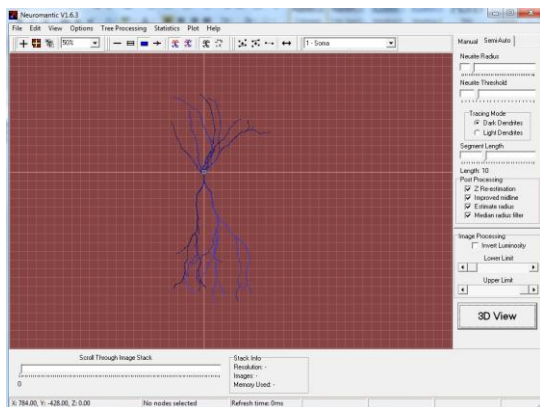 Neuromantic V1.6.3
File Edit View Options Tree Processing Statistics Plot Help
50%
1 - Soma
Manual SemiAuto
Neurite Radius
Neurite Threshold
Tracing Mode
Dark Dendrites
Light Dendrites
Segment Length
Length: 10
Post Processing
Z Re-estimation
Improved midline
Estimate radius
Median radius filter
Image Processing
Invert Luminosity
Lower Limit
Upper Limit
3D View
Scroll Through Image Stack
0
Stack Info
Resolution: -
Images: -
Memory Used: -
X: 784.00, Y: -428.00, Z: 0.00 No nodes selected Refresh time: 0ms